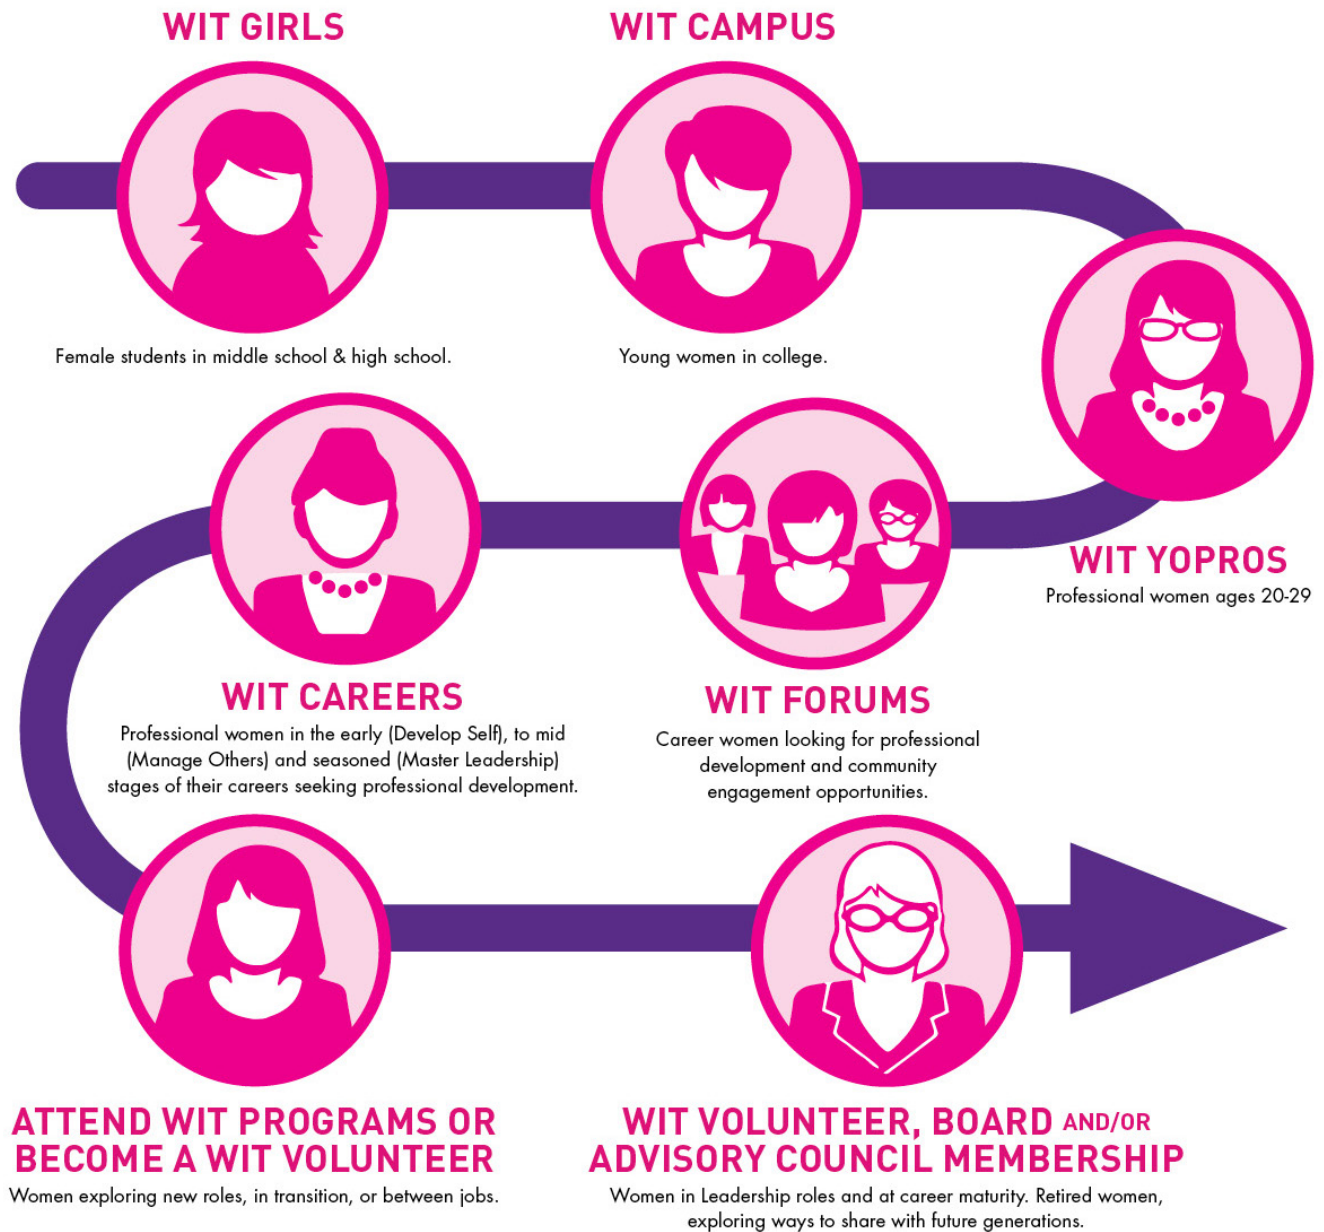 WIT GIRLS
Female students in middle school & high school.
WIT CAMPUS
Young women in college.
WIT YOPROS
Professional women ages 20-29
WIT FORUMS
Career women looking for professional
development and community
engagement opportunities.
WIT CAREERS
Professional women in the early (Develop Self), to mid
(Manage Others) and seasoned (Master Leadership)
stages of their careers seeking professional development.
ATTEND WIT PROGRAMS OR
BECOME A WIT VOLUNTEER
Women exploring new roles, in transition, or between jobs.
WIT VOLUNTEER, BOARD AND/OR
ADVISORY COUNCIL MEMBERSHIP
Women in Leadership roles and at career maturity. Retired women,
exploring ways to share with future generations.